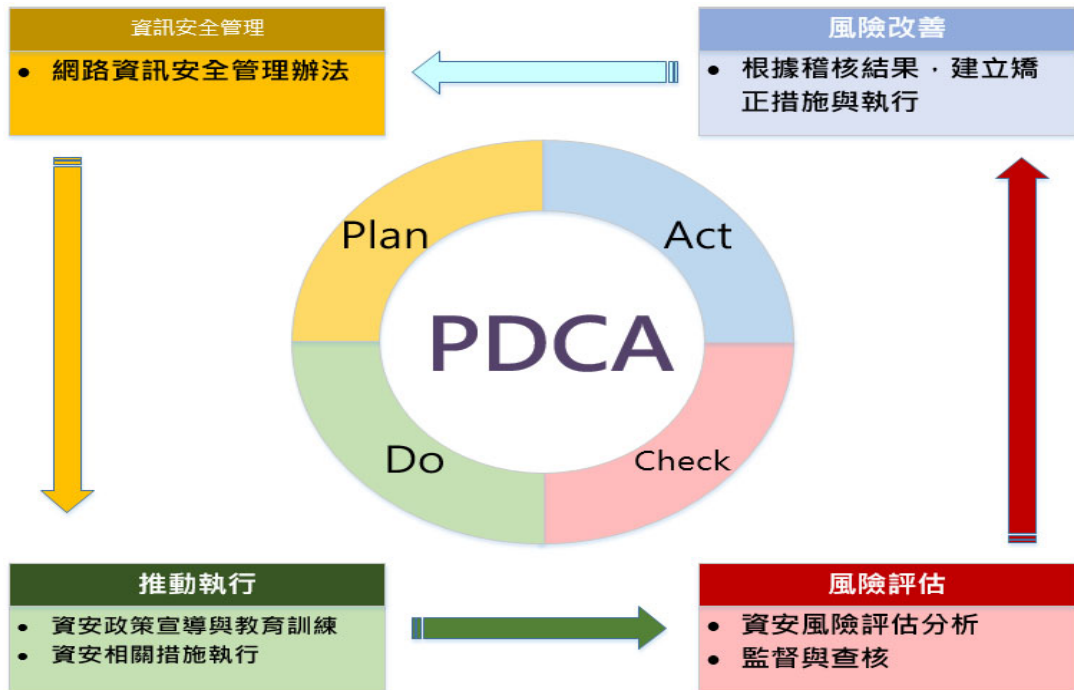 資訊安全管理
• 網路資訊安全管理辦法
風險改善
• 根據稽核結果，建立矯
正措施與執行
Plan
Act
PDCA
Do
Check
推動執行
• 資安政策宣導與教育訓練
• 資安相關措施執行
風險評估
• 資安風險評估分析
• 監督與查核